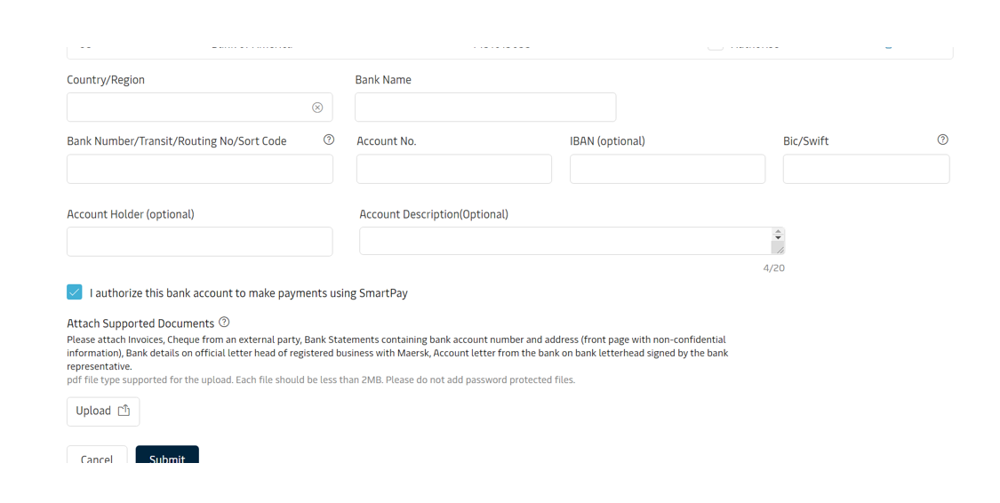 Country/Region Bank Name
Bank Number/Transit/Routing No/Sort Code Account No. IBAN (optional) Bic/Swift
Account Holder (optional) Account Description(Optional)
4/20
I authorize this bank account to make payments using SmartPay
Attach Supported Documents
Please attach Invoices, Cheque from an external party, Bank Statements containing bank account number and address (front page with non-confidential
information), Bank details on official letter head of registered business with Maersk, Account letter from the bank on bank letterhead signed by the bank
representative.
pdf file type supported for the upload. Each file should be less than 2MB. Please do not add password protected files.
Upload
Cancel Submit